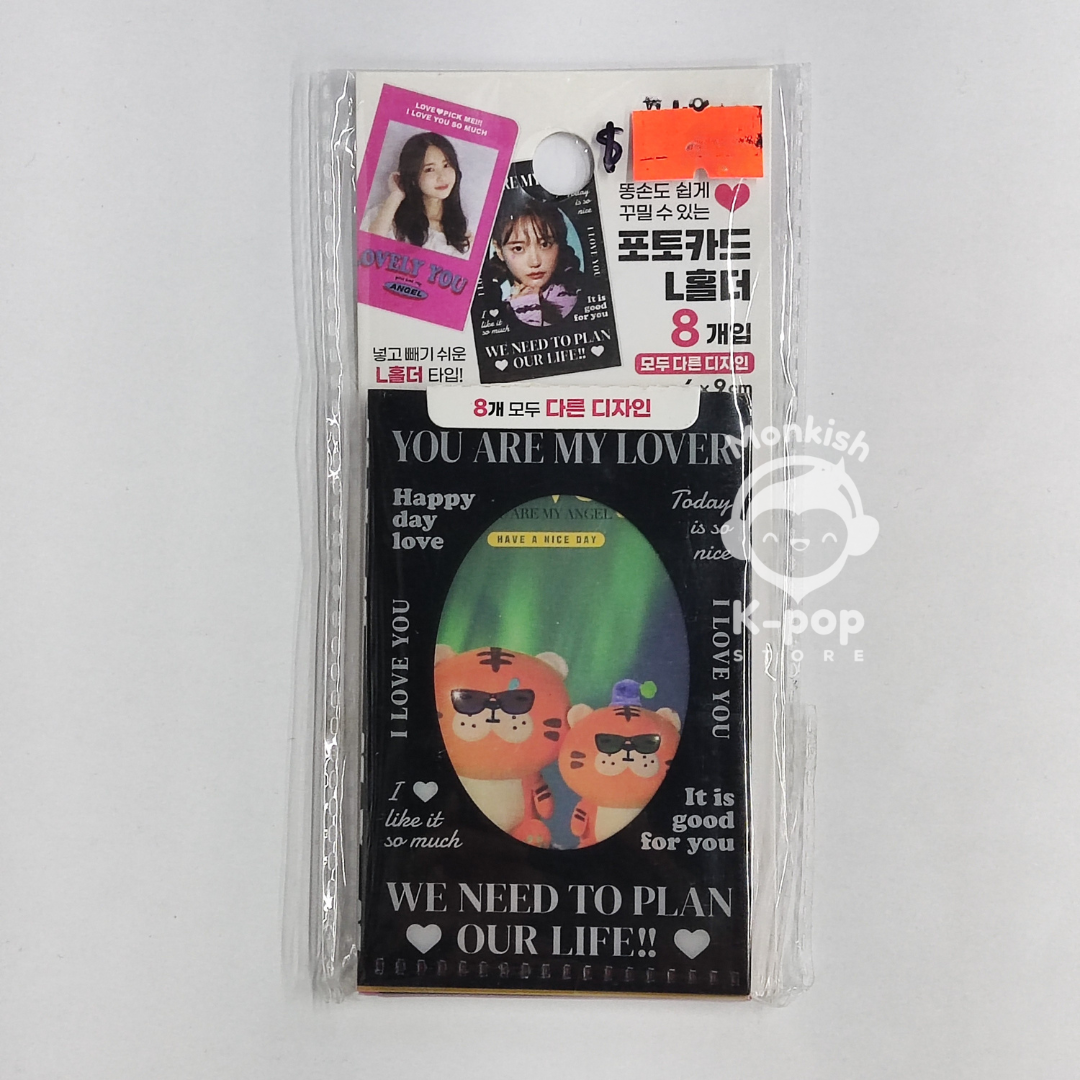 LOVE♥PICK ME!!!
I LOVE YOU SO MUCH
LOVELY YOU
ANGEL
$
똥손도 쉽게
꾸밀 수 있는
포토카드
L홀더
8 개입
모두 다른 디자인
넣고 빼기 쉬운
L홀더 타입!
I LOVE YOU
I ♥
like it
so much
It is
good
for you
WE NEED TO PLAN
♥ OUR LIFE!! ♥
8개 모두 다른 디자인
YOU ARE MY LOVER
Happy
day
love
Today
is so
nice
ARE MY ANGEL
HAVE A NICE DAY
I LOVE YOU
I LOVE YOU
I ♥
like it
so much
It is
good
for you
WE NEED TO PLAN
♥ OUR LIFE!! ♥
Monkish
K-pop
STORE